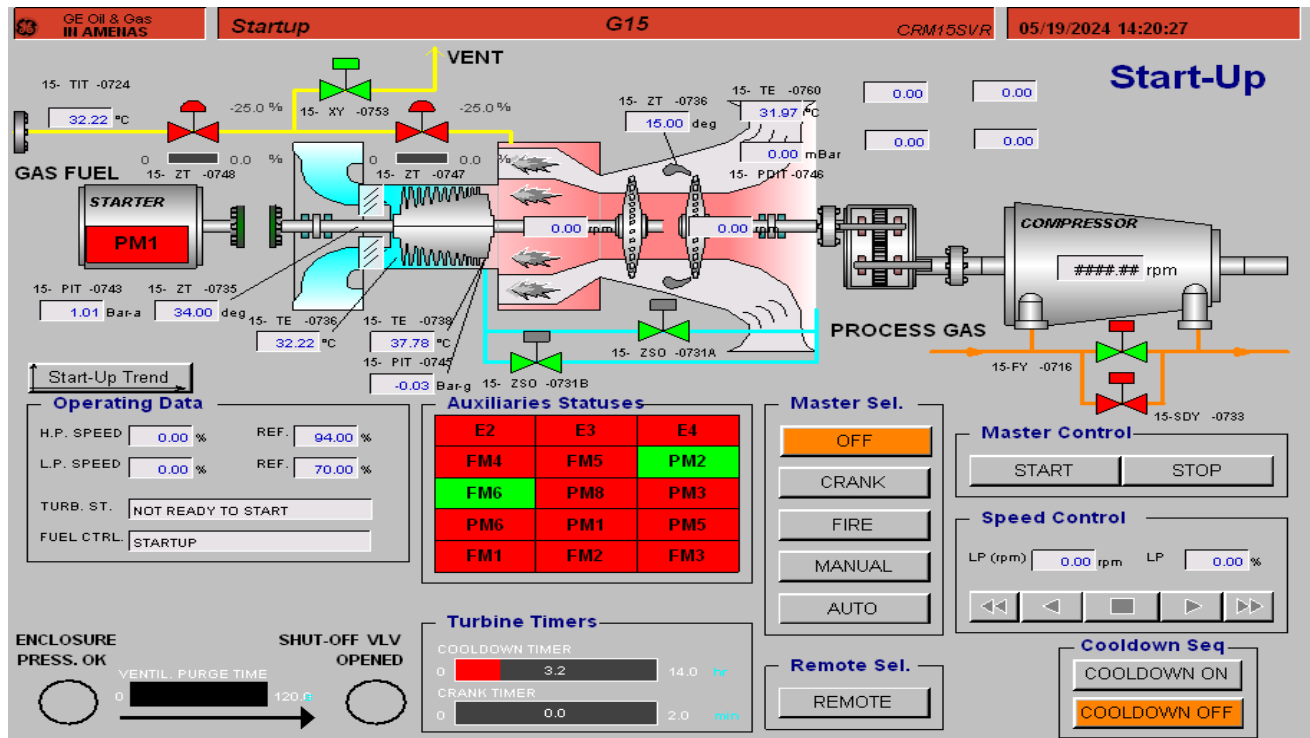 GE Oil & Gas
IN AMENAS
Startup
G15
CRM15SVR
05/19/2024 14:20:27
VENT
Start-Up
15- TIT -0724
32.22 °C
-25.0 %
15- XY -0753
-25.0 %
15- ZT -0736
15.00 deg
15- TE -0760
31.97 °C
0.00
0.00
0.00 mBar
0.00
0.00
GAS FUEL
0 0.0 %
15- ZT -0748
0 0.0 %
15- ZT -0747
15- PDIT-0746
STARTER
PM1
0.00 rpm
0.00 rpm
COMPRESSOR
####.## rpm
15- PIT -0743
1.01 Bar-a
15- ZT -0735
34.00 deg
15- TE -0736
32.22 °C
15- TE -0738
37.78 °C
15- PIT -0745
-0.03 Bar-g
15- ZSO -0731A
15- ZSO -0731B
PROCESS GAS
15-FY -0716
15-SDY -0733
Start-Up Trend
Operating Data
H.P. SPEED 0.00 % REF. 94.00 %
L.P. SPEED 0.00 % REF. 70.00 %
TURB. ST. NOT READY TO START
FUEL CTRL. STARTUP
Auxiliaries Statuses
E2 E3 E4
FM4 FM5 PM2
FM6 PM8 PM3
PM6 PM1 PM5
FM1 FM2 FM3
Master Sel.
OFF
CRANK
FIRE
MANUAL
AUTO
Master Control
START STOP
Speed Control
LP (rpm) 0.00 rpm LP 0.00 %
ENCLOSURE
PRESS. OK
SHUT-OFF VLV
OPENED
VENTIL. PURGE TIME
0 120.0
Turbine Timers
COOLDOWN TIMER
0 3.2 14.0 hr
CRANK TIMER
0 0.0 2.0 min
Remote Sel.
REMOTE
Cooldown Seq
COOLDOWN ON
COOLDOWN OFF